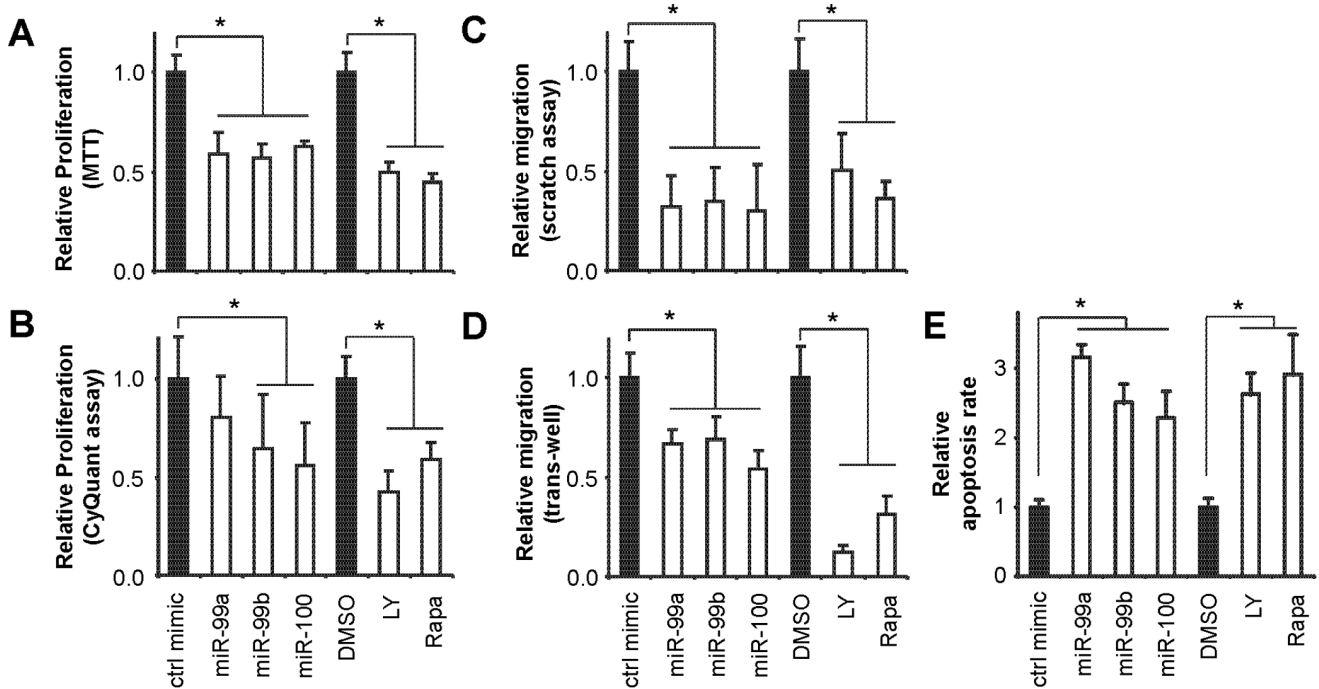 A
Relative Proliferation
(MTT)
1.0
0.5
0.0
*
*
C
Relative migration
(scratch assay)
1.0
0.5
0.0
*
*
B
Relative Proliferation
(CyQuant assay)
1.0
0.5
0.0
*
*
ctrl mimic
miR-99a
miR-99b
miR-100
DMSO
LY
Rapa
D
Relative migration
(trans-well)
1.0
0.5
0.0
*
*
ctrl mimic
miR-99a
miR-99b
miR-100
DMSO
LY
Rapa
E
Relative
apoptosis rate
3
2
1
0
*
*
ctrl mimic
miR-99a
miR-99b
miR-100
DMSO
LY
Rapa